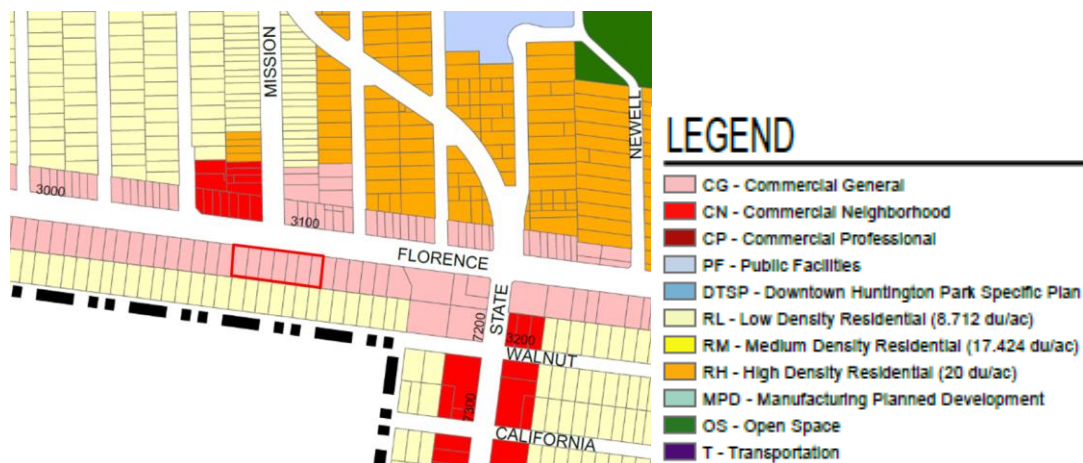 MISSION
NEWELL
3000
3100
FLORENCE
STATE
7200
3200
WALNUT
7300
CALIFORNIA
LEGEND
CG - Commercial General
CN - Commercial Neighborhood
CP - Commercial Professional
PF - Public Facilities
DTSP - Downtown Huntington Park Specific Plan
RL - Low Density Residential (8.712 du/ac)
RM - Medium Density Residential (17.424 du/ac)
RH - High Density Residential (20 du/ac)
MPD - Manufacturing Planned Development
OS - Open Space
T - Transportation